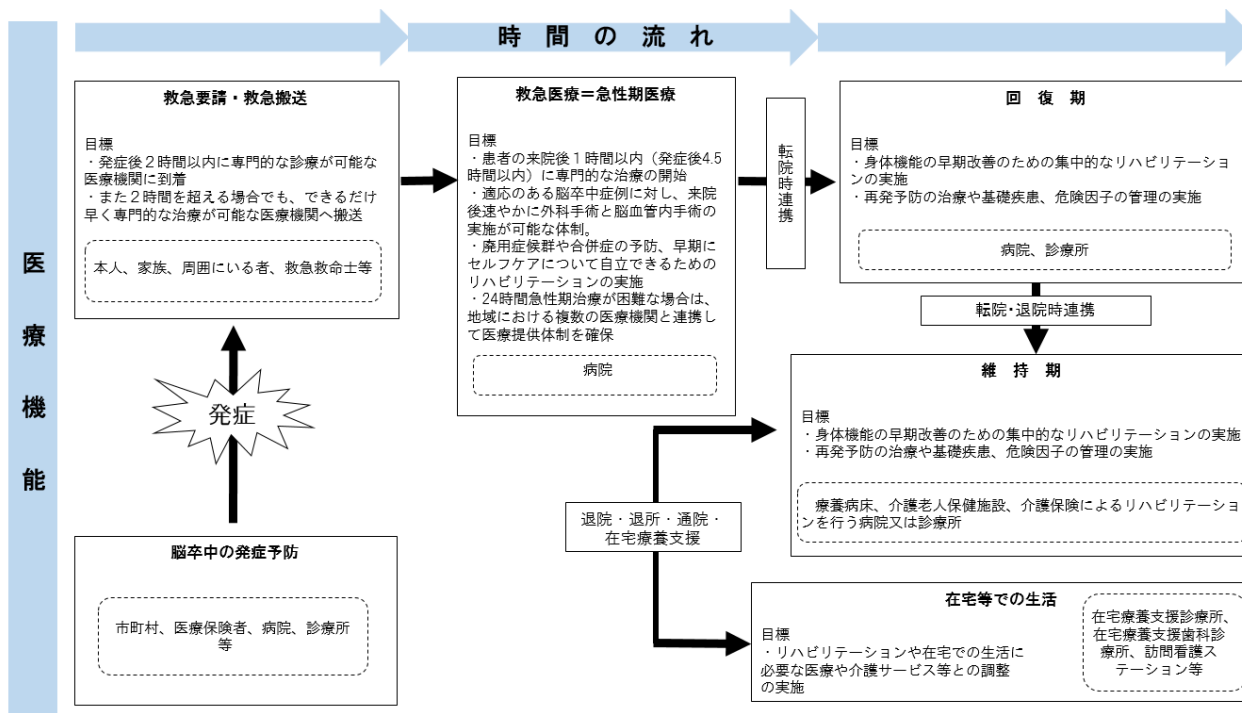 時間の流れ
医療機能
救急要請・救急搬送
目標
・発症後２時間以内に専門的な診療が可能な
医療機関に到着
・また２時間を超える場合でも、できるだけ
早く専門的な治療が可能な医療機関へ搬送
本人、家族、周囲にいる者、救急救命士等
発症
脳卒中の発症予防
市町村、医療保険者、病院、診療所
等
救急医療＝急性期医療
目標
・患者の来院後１時間以内（発症後4.5
時間以内）に専門的な治療の開始
・適応のある脳卒中症例に対し、来院
後速やかに外科手術と脳血管内手術の
実施が可能な体制。
・廃用症候群や合併症の予防、早期に
セルフケアについて自立できるための
リハビリテーションの実施
・24時間急性期治療が困難な場合は、
地域における複数の医療機関と連携し
て医療提供体制を確保
病院
転院時連携
回復期
目標
・身体機能の早期改善のための集中的なリハビリテーショ
ンの実施
・再発予防の治療や基礎疾患、危険因子の管理の実施
病院、診療所
転院・退院時連携
維持期
目標
・身体機能の早期改善のための集中的なリハビリテーションの実施
・再発予防の治療や基礎疾患、危険因子の管理の実施
療養病床、介護老人保健施設、介護保険によるリハビリテーショ
ンを行う病院又は診療所
退院・退所・通院・
在宅療養支援
在宅等での生活
目標
・リハビリテーションや在宅での生活に
必要な医療や介護サービス等との調整
の実施
在宅療養支援診療所、
在宅療養支援歯科診
療所、訪問看護ス
テーション等